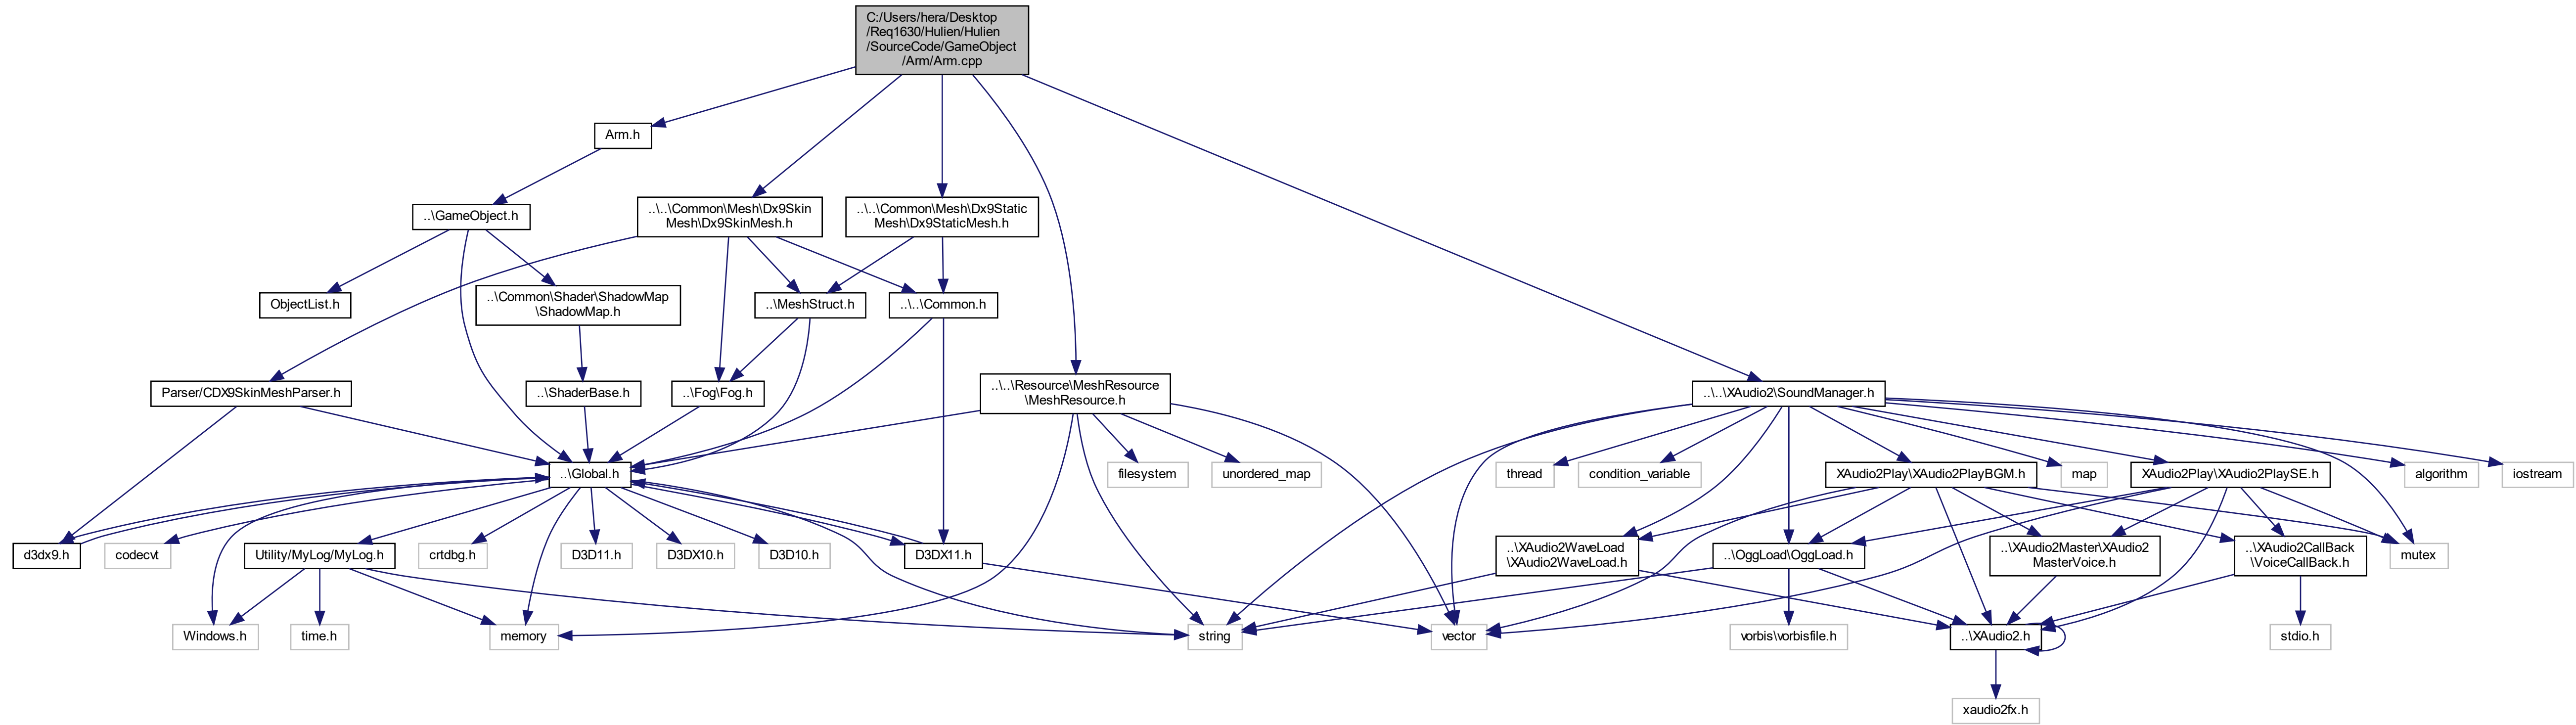 C:/Users/hera/Desktop
/Req1630/Hulien/Hulien
/SourceCode/GameObject
/Arm/Arm.cpp
Arm.h
..\GameObject.h
..\..\Common\Mesh\Dx9Skin
Mesh\Dx9SkinMesh.h
..\..\Common\Mesh\Dx9Static
Mesh\Dx9StaticMesh.h
ObjectList.h
..\Common\Shader\ShadowMap
\ShadowMap.h
..\MeshStruct.h
..\..\Common.h
Parser/CDX9SkinMeshParser.h
..\ShaderBase.h
..\Fog\Fog.h
..\..\Resource\MeshResource
\MeshResource.h
..\..\XAudio2\SoundManager.h
..\Global.h
filesystem
unordered_map
thread
condition_variable
XAudio2Play\XAudio2PlayBGM.h
map
XAudio2Play\XAudio2PlaySE.h
algorithm
iostream
d3dx9.h
codecvt
Utility/MyLog/MyLog.h
crtdbg.h
D3D11.h
D3DX10.h
D3D10.h
D3DX11.h
..\XAudio2WaveLoad
\XAudio2WaveLoad.h
..\OggLoad\OggLoad.h
..\XAudio2Master\XAudio2
MasterVoice.h
..\XAudio2CallBack
\VoiceCallBack.h
mutex
Windows.h
time.h
memory
string
vector
vorbis\vorbisfile.h
..\XAudio2.h
stdio.h
xaudio2fx.h